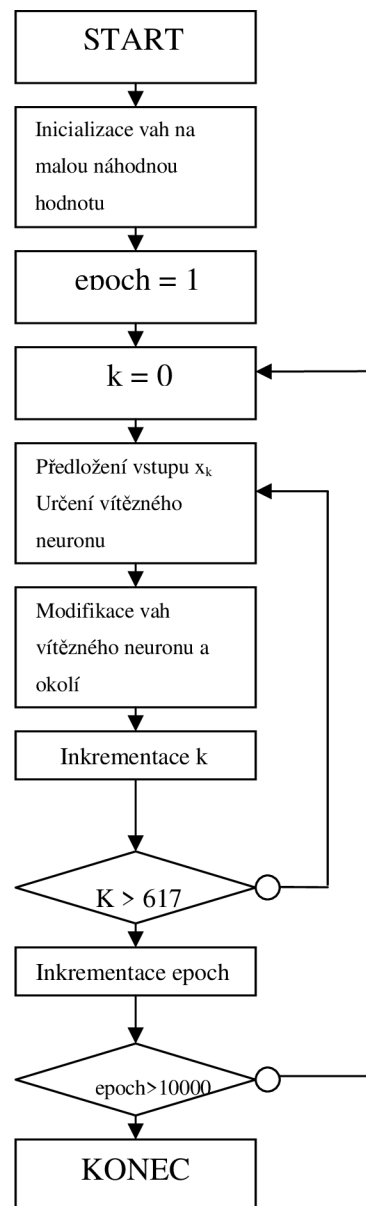 START
Inicializace vah na
malou náhodnou
hodnotu
epoch = 1
k = 0
Předložení vstupu xₖ
Určení vítězného
neuronu
Modifikace vah
vítězného neuronu a
okolí
Inkrementace k
K > 617
Inkrementace epoch
epoch>10000
KONEC